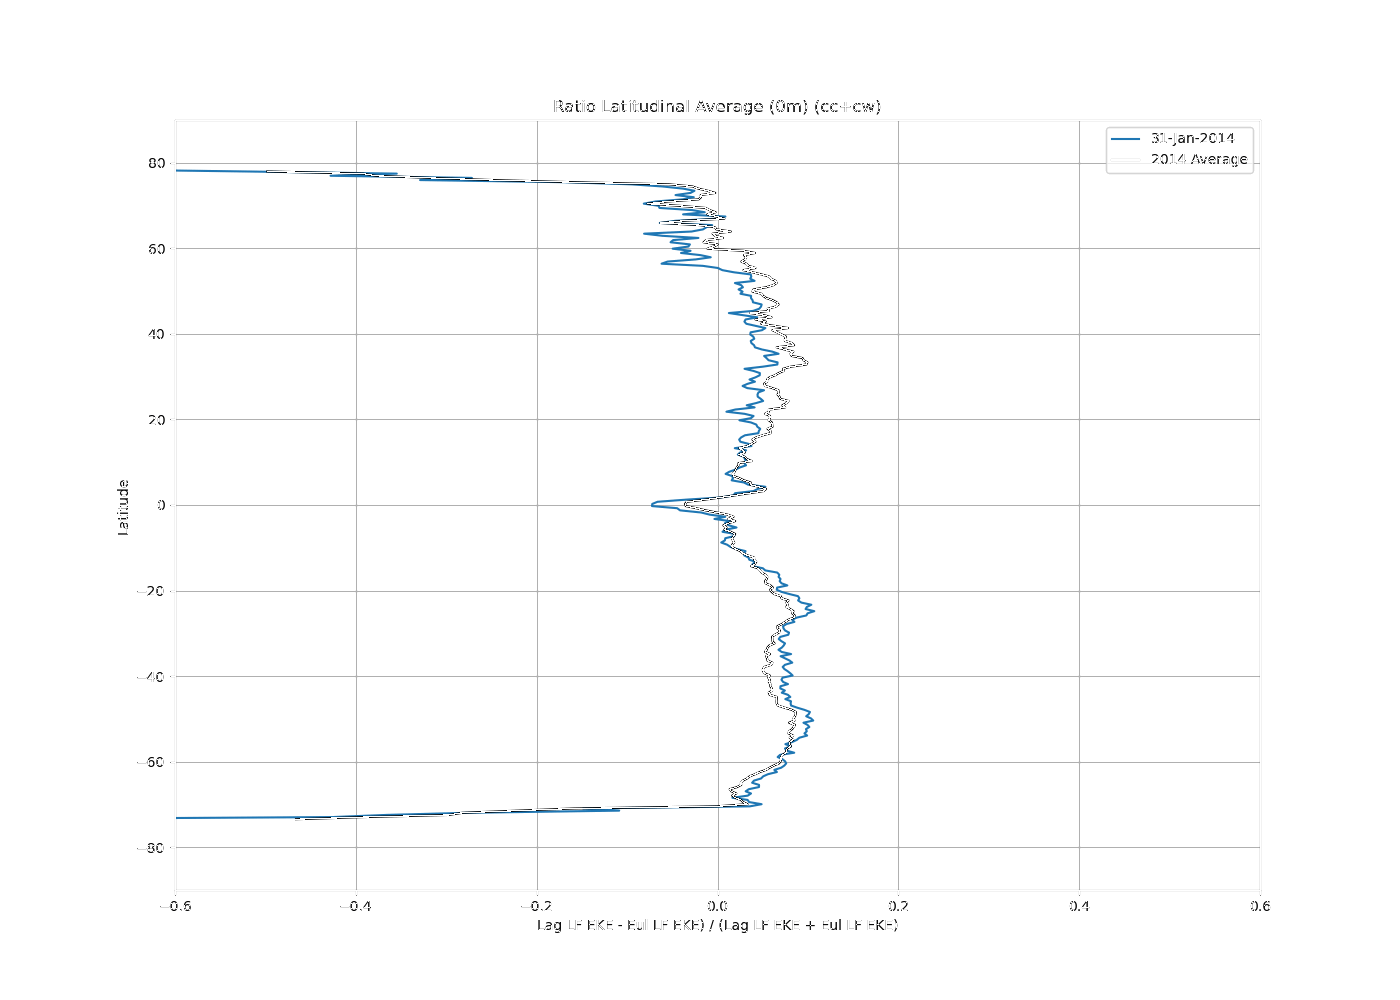 Ratio Latitudinal Average (0m) (cc+cw)
31-Jan-2014
2014 Average
80
60
40
20
0
−20
−40
−60
−80
Latitude
−0.6 −0.4 −0.2 0.0 0.2 0.4 0.6
Lag LF EKE - Eul LF EKE) / (Lag LF EKE + Eul LF EKE)